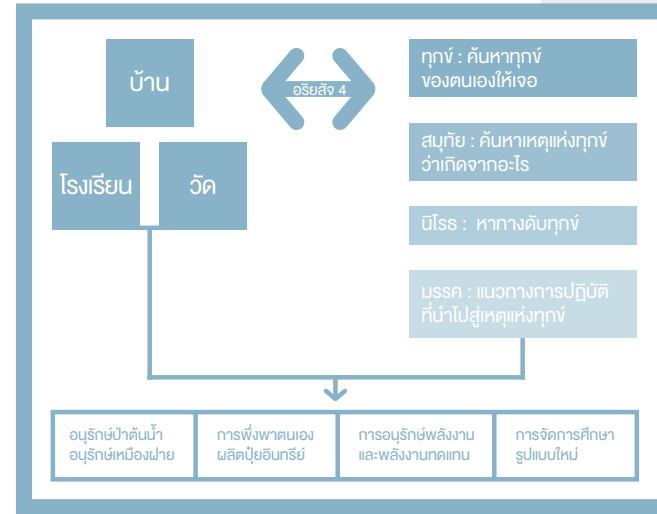 บ้าน
โรงเรียน
วัด
อริยสัจ 4
ทุกข์ : ค้นหาทุกข์
ของตนเองให้เจอ
สมุทัย : ค้นหาเหตุแห่งทุกข์
ว่าเกิดจากอะไร
นิโรธ : หาทางดับทุกข์
มรรค : แนวทางการปฏิบัติ
ที่นำไปสู่เหตุแห่งทุกข์
อนุรักษ์ป่าต้นน้ำ
อนุรักษ์เหมืองฝาย
การพึ่งพาตนเอง
ผลิตปุ๋ยอินทรีย์
การอนุรักษ์พลังงาน
และพลังงานทดแทน
การจัดการศึกษา
รูปแบบใหม่